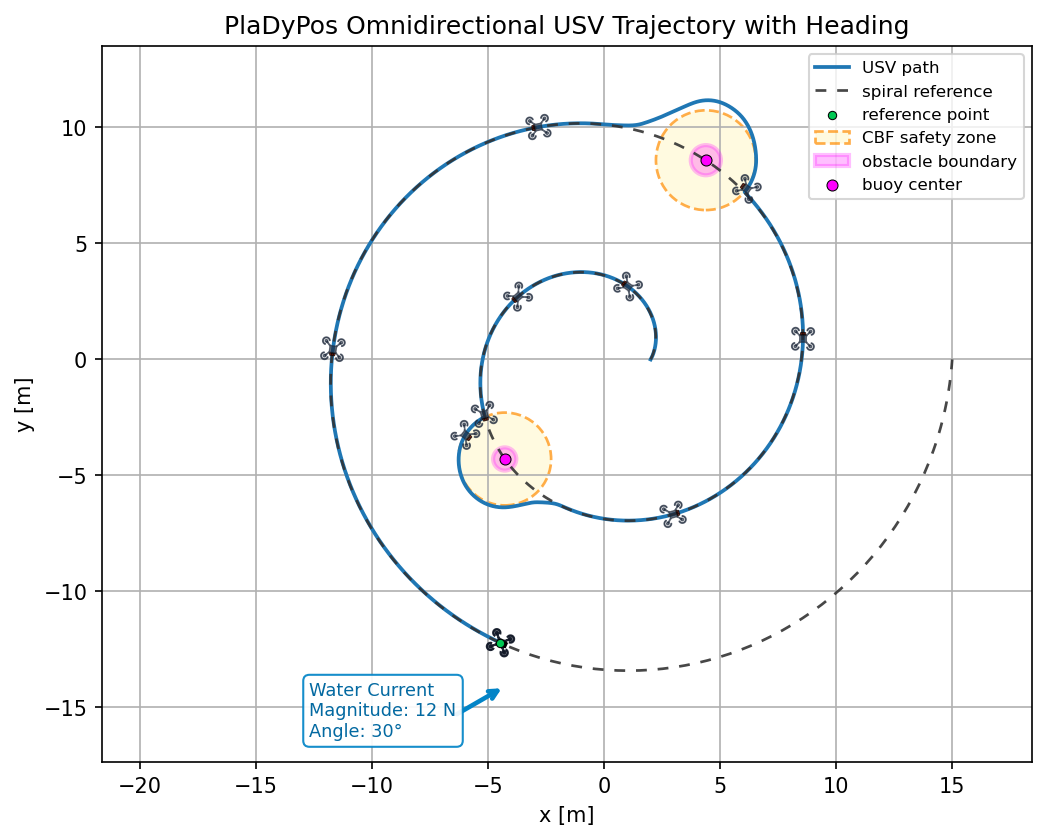 PlaDyPos Omnidirectional USV Trajectory with Heading
USV path
spiral reference
reference point
CBF safety zone
obstacle boundary
buoy center
10
5
0
−5
−10
−15
y [m]
Water Current
Magnitude: 12 N
Angle: 30°
−20
−15
−10
−5
0
5
10
15
x [m]